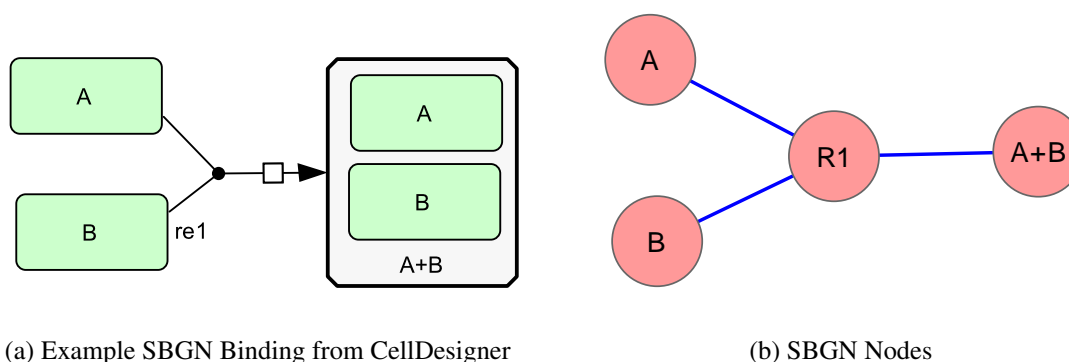 A
B
re1
A
B
A+B
A
B
R1
A+B
(a) Example SBGN Binding from CellDesigner
(b) SBGN Nodes